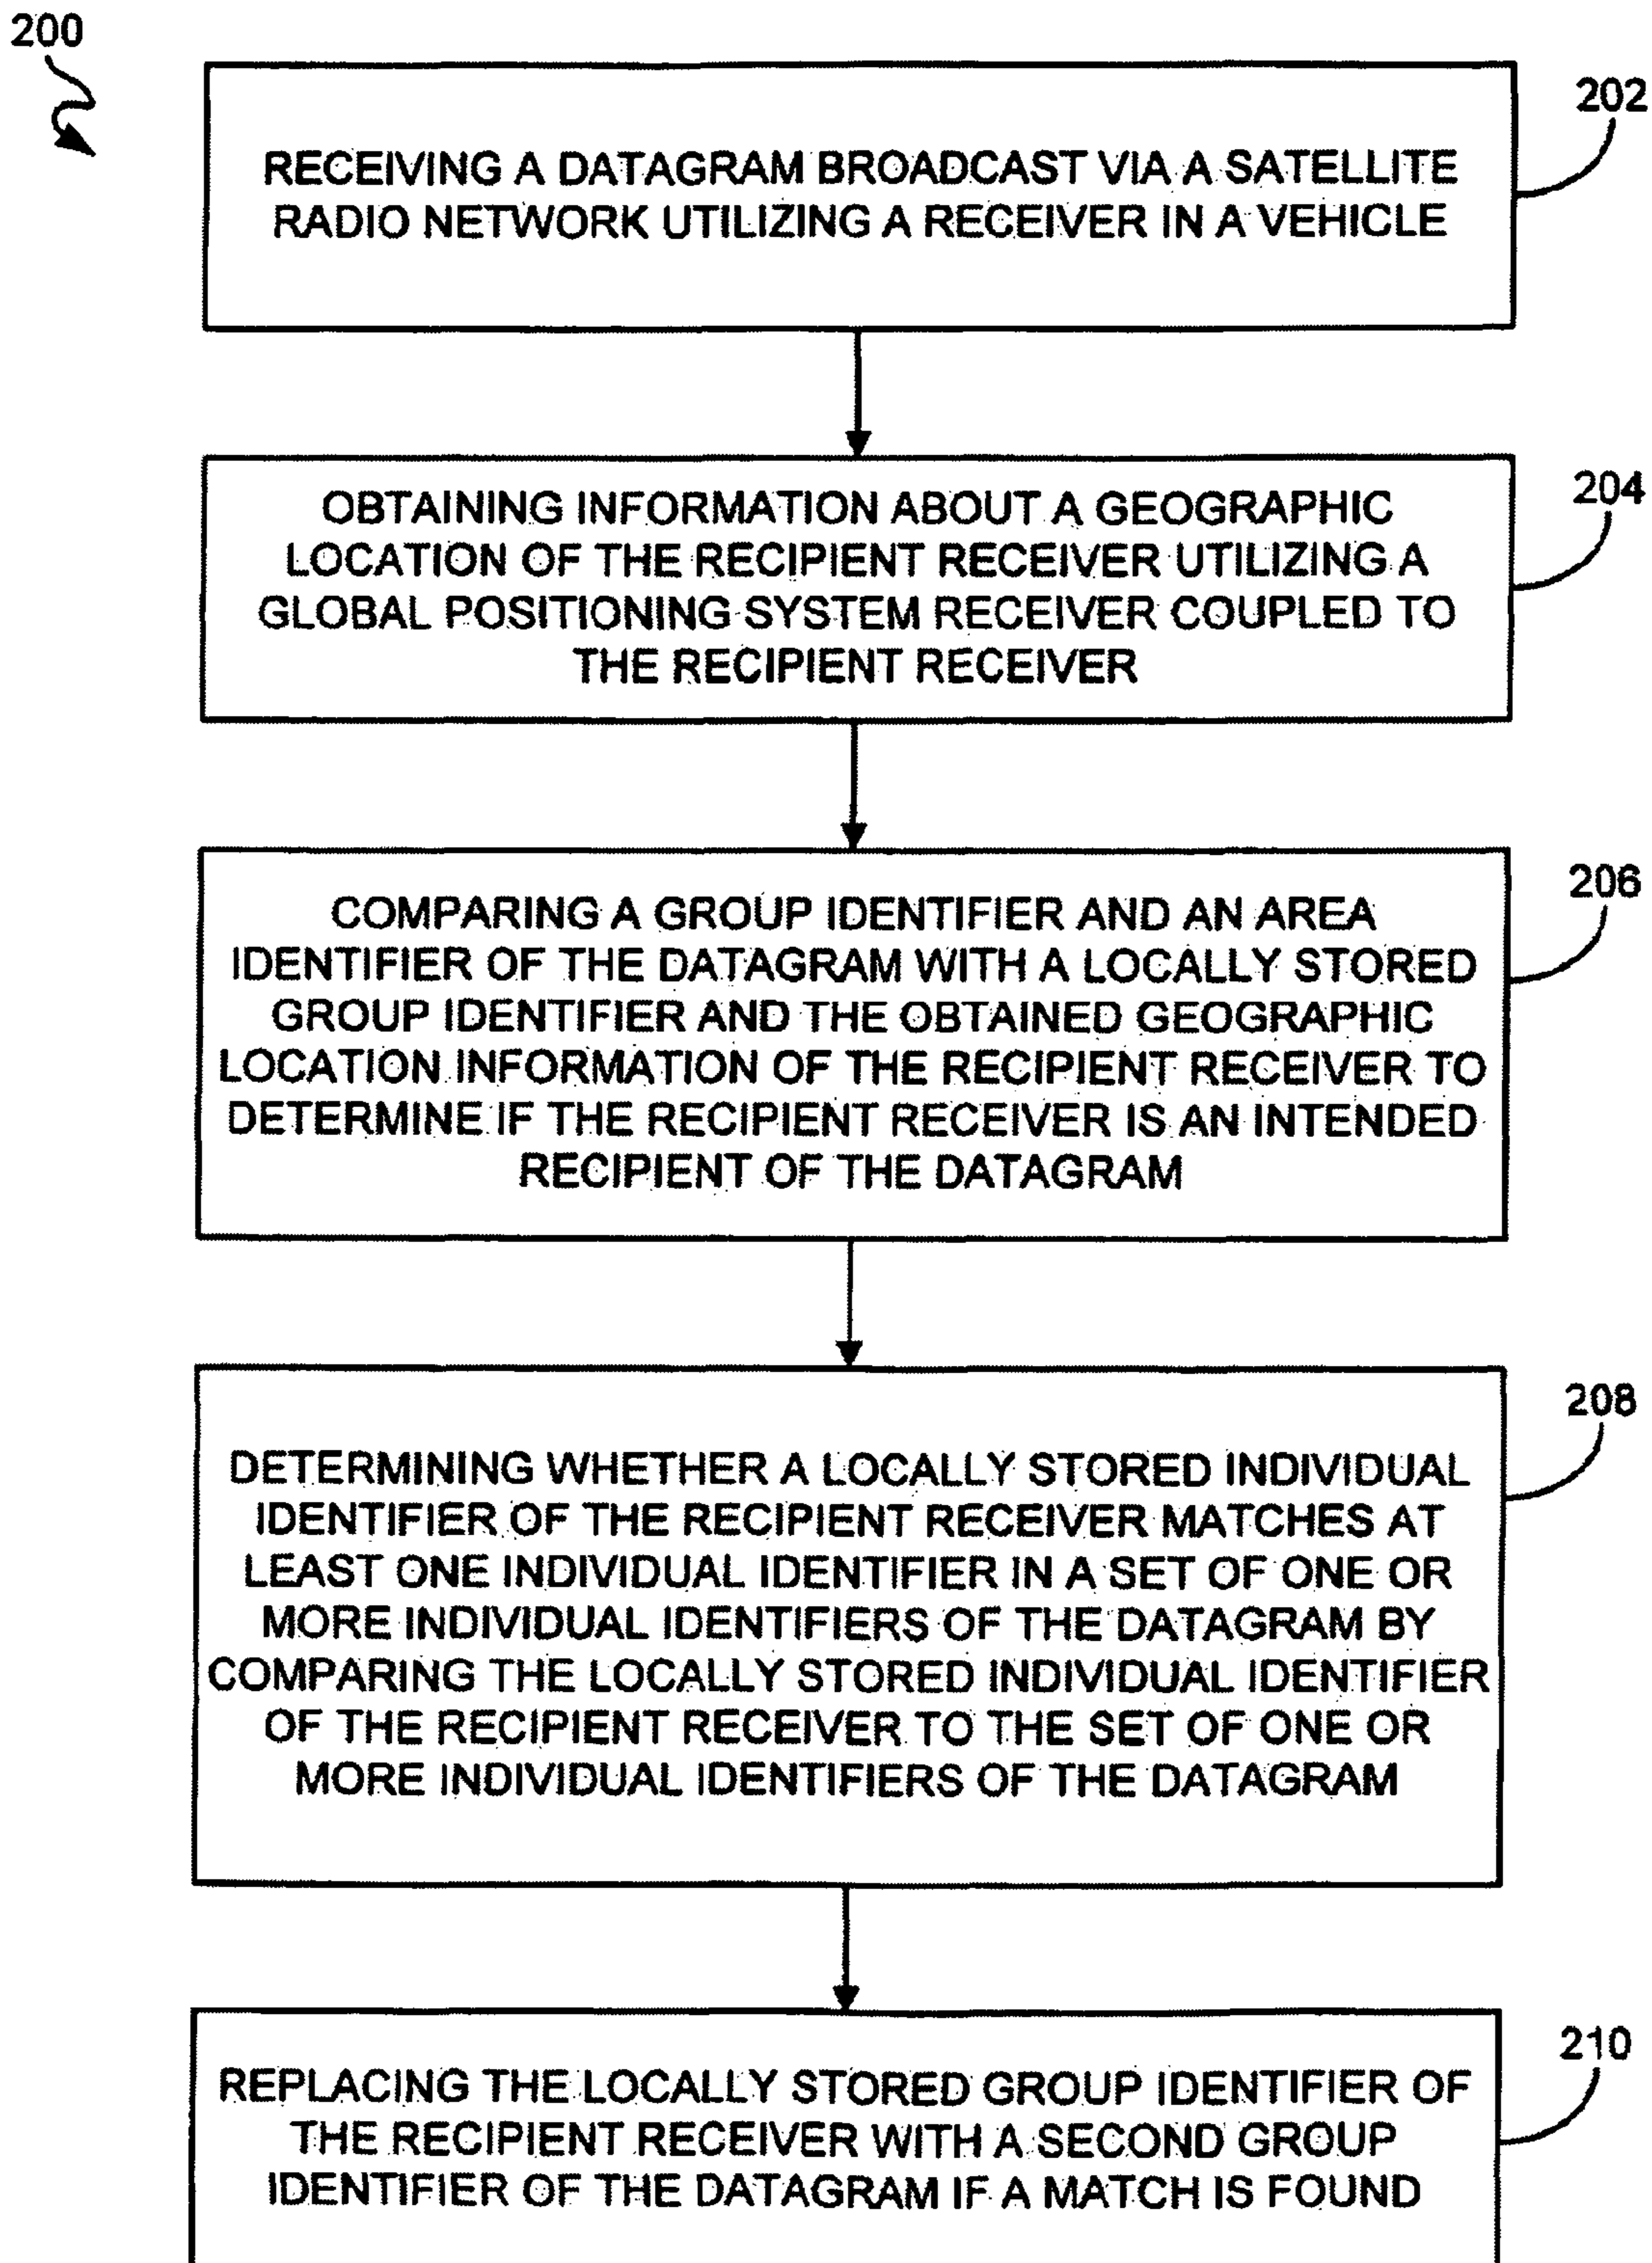 200
202
RECEIVING A DATAGRAM BROADCAST VIA A SATELLITE
RADIO NETWORK UTILIZING A RECEIVER IN A VEHICLE
204
OBTAINING INFORMATION ABOUT A GEOGRAPHIC
LOCATION OF THE RECIPIENT RECEIVER UTILIZING A
GLOBAL POSITIONING SYSTEM RECEIVER COUPLED TO
THE RECIPIENT RECEIVER
206
COMPARING A GROUP IDENTIFIER AND AN AREA
IDENTIFIER OF THE DATAGRAM WITH A LOCALLY STORED
GROUP IDENTIFIER AND THE OBTAINED GEOGRAPHIC
LOCATION INFORMATION OF THE RECIPIENT RECEIVER TO
DETERMINE IF THE RECIPIENT RECEIVER IS AN INTENDED
RECIPIENT OF THE DATAGRAM
208
DETERMINING WHETHER A LOCALLY STORED INDIVIDUAL
IDENTIFIER OF THE RECIPIENT RECEIVER MATCHES AT
LEAST ONE INDIVIDUAL IDENTIFIER IN A SET OF ONE OR
MORE INDIVIDUAL IDENTIFIERS OF THE DATAGRAM BY
COMPARING THE LOCALLY STORED INDIVIDUAL IDENTIFIER
OF THE RECIPIENT RECEIVER TO THE SET OF ONE OR
MORE INDIVIDUAL IDENTIFIERS OF THE DATAGRAM
210
REPLACING THE LOCALLY STORED GROUP IDENTIFIER OF
THE RECIPIENT RECEIVER WITH A SECOND GROUP
IDENTIFIER OF THE DATAGRAM IF A MATCH IS FOUND